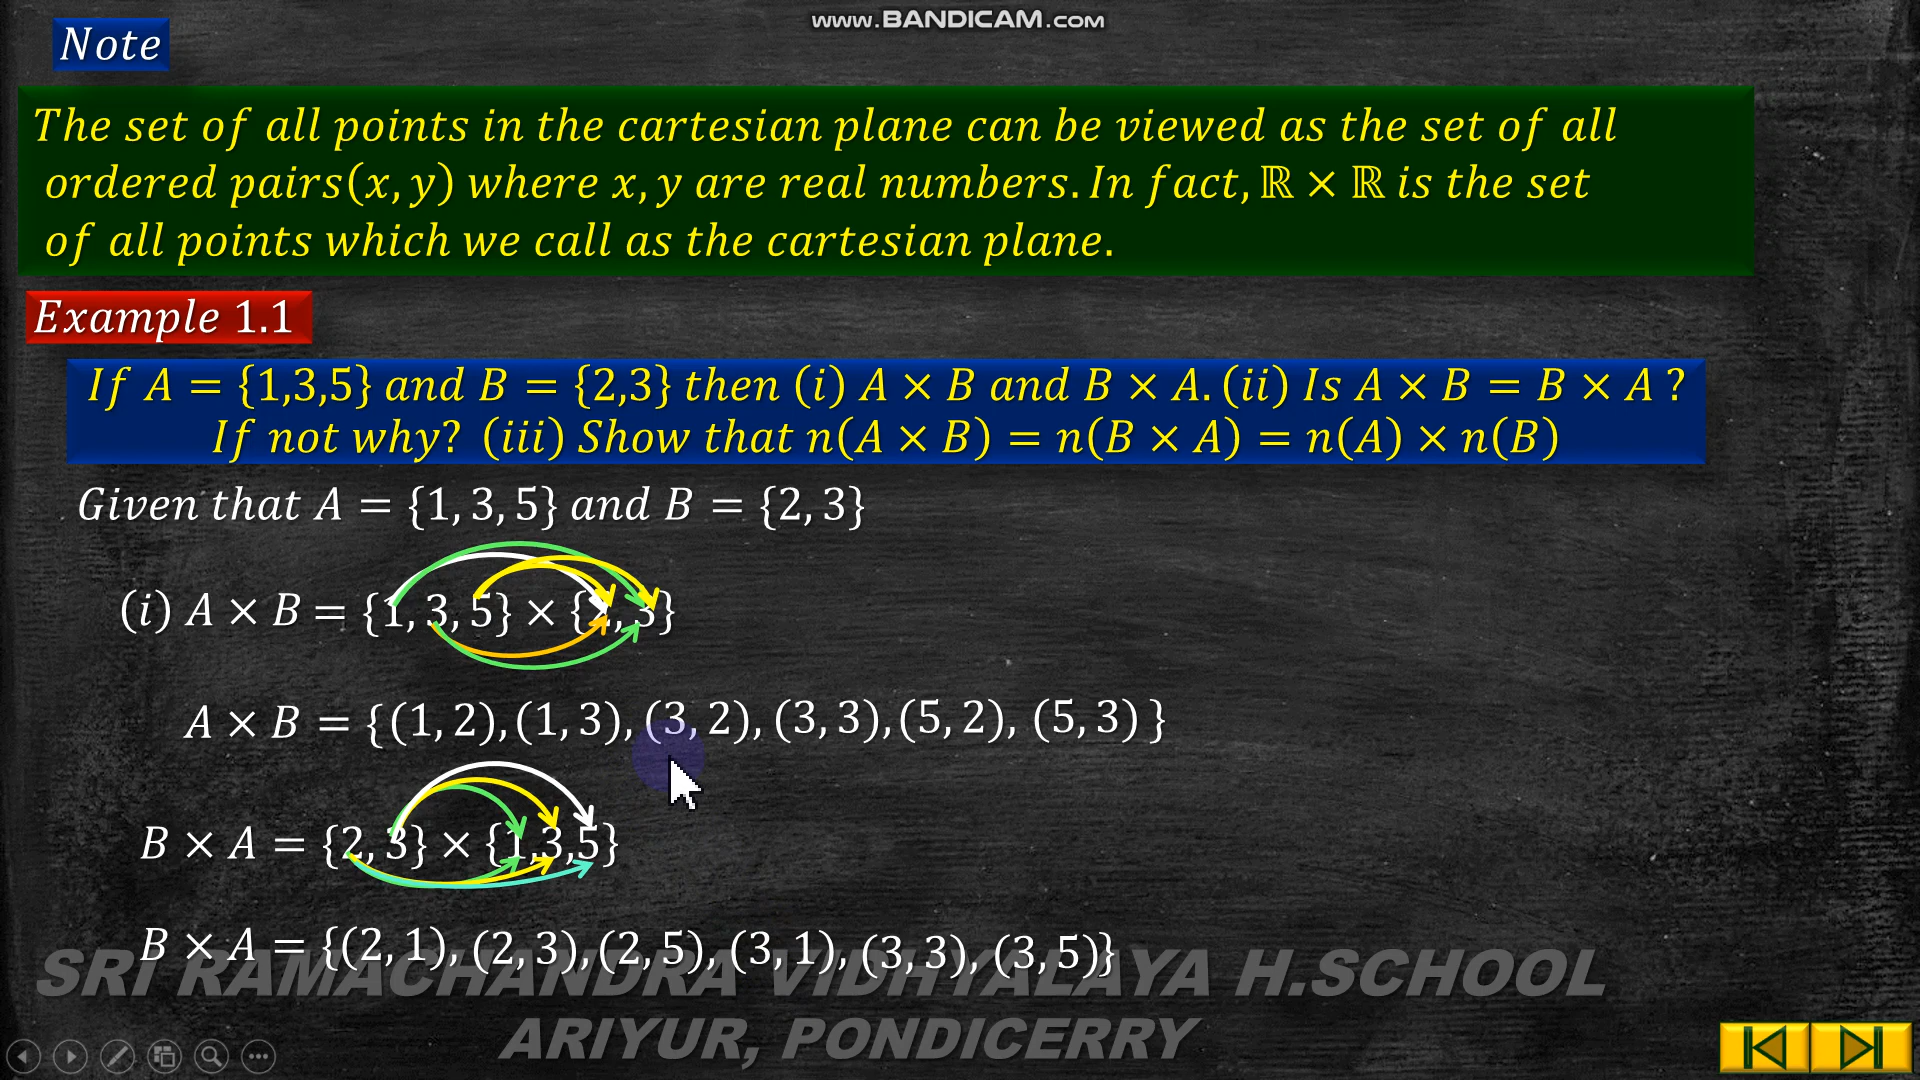 www.BANDICAM.com
Note
The set of all points in the cartesian plane can be viewed as the set of all
ordered pairs(x, y) where x, y are real numbers. In fact, ℝ × ℝ is the set
of all points which we call as the cartesian plane.
Example 1.1
If A = {1,3,5} and B = {2,3} then (i) A × B and B × A. (ii) Is A × B = B × A ?
If not why? (iii) Show that n(A × B) = n(B × A) = n(A) × n(B)
Given that A = {1, 3, 5} and B = {2, 3}
(i) A × B = {1, 3, 5} × {2, 3}
A × B = {(1, 2), (1, 3), (3, 2), (3, 3), (5, 2), (5, 3) }
B × A = {2, 3} × {1,3,5}
B × A = {(2, 1), (2, 3), (2, 5), (3, 1), (3, 3), (3, 5)}
SRI RAMACHANDRA VIDHYALAYA H.SCHOOL
ARIYUR, PONDICERRY